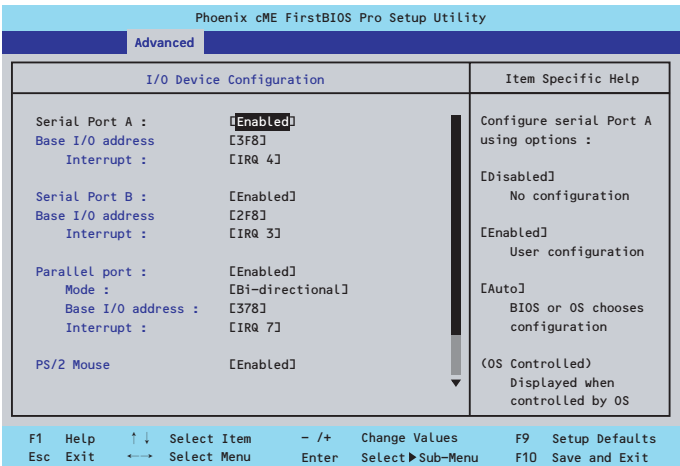 Phoenix cME FirstBIOS Pro Setup Utility
Advanced
I/O Device Configuration
Serial Port A : [Enabled]
Base I/O address [3F8]
Interrupt : [IRQ 4]
Serial Port B : [Enabled]
Base I/O address [2F8]
Interrupt : [IRQ 3]
Parallel port : [Enabled]
Mode : [Bi-directional]
Base I/O address : [378]
Interrupt : [IRQ 7]
PS/2 Mouse [Enabled]
Item Specific Help
Configure serial Port A
using options :
[Disabled]
No configuration
[Enabled]
User configuration
[Auto]
BIOS or OS chooses
configuration
(OS Controlled)
Displayed when
controlled by OS
F1 Help ↑↓ Select Item – /+ Change Values F9 Setup Defaults
Esc Exit ←→ Select Menu Enter Select▶Sub-Menu F10 Save and Exit